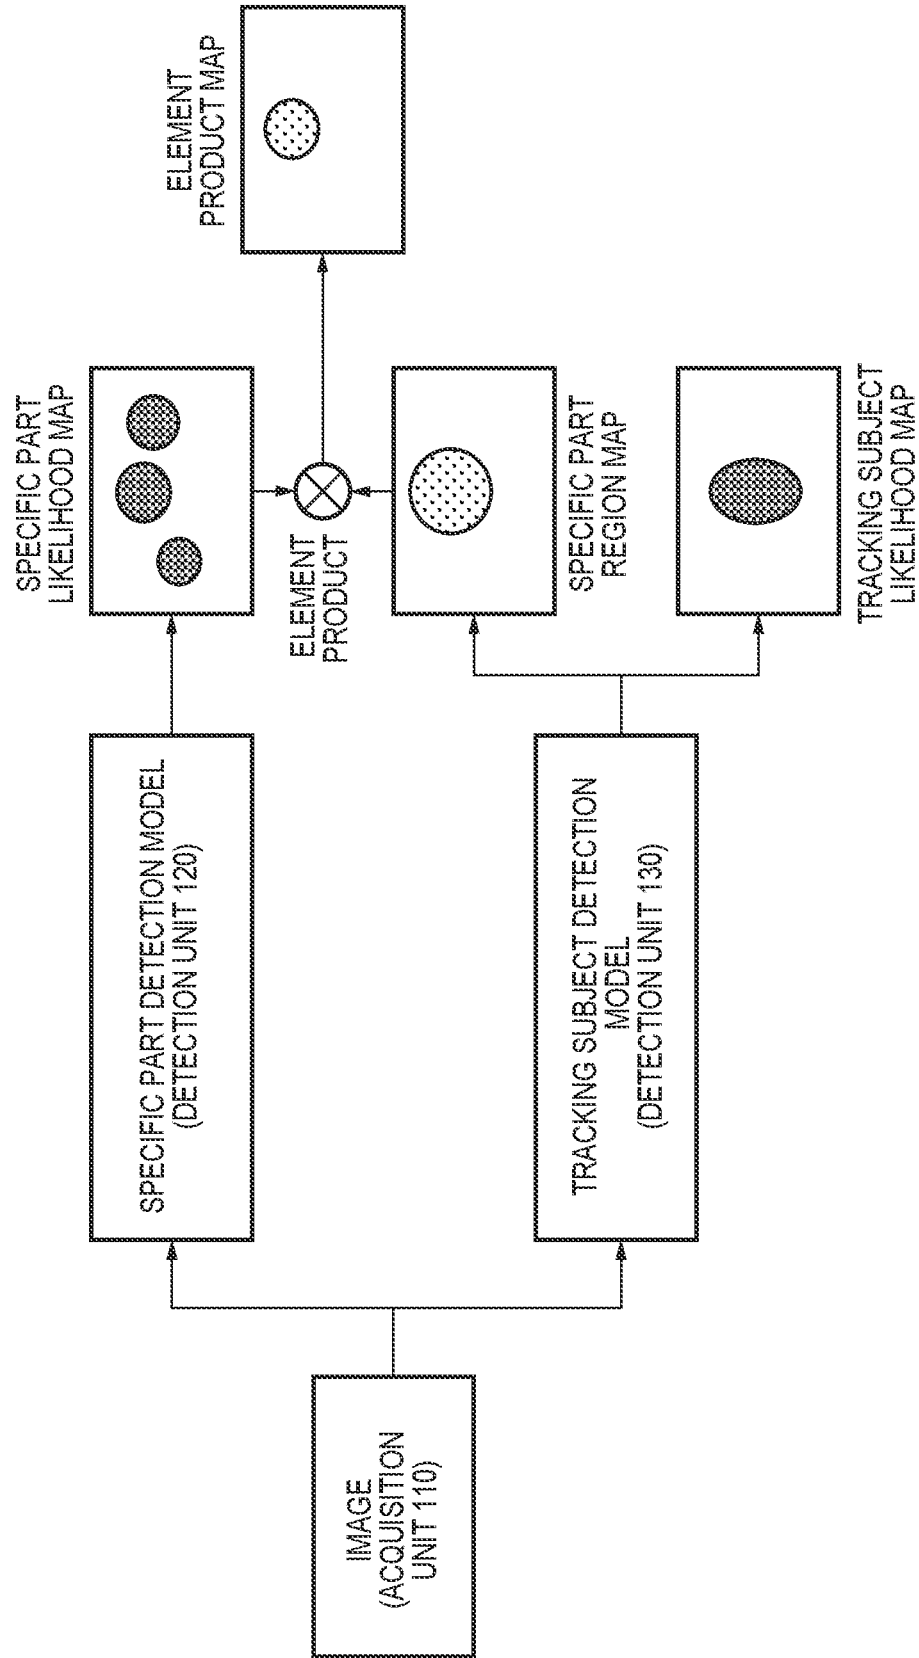 IMAGE
(ACQUISITION
UNIT 110)
SPECIFIC PART DETECTION MODEL
(DETECTION UNIT 120)
TRACKING SUBJECT DETECTION
MODEL
(DETECTION UNIT 130)
SPECIFIC PART
LIKELIHOOD MAP
ELEMENT
PRODUCT
SPECIFIC PART
REGION MAP
TRACKING SUBJECT
LIKELIHOOD MAP
ELEMENT
PRODUCT MAP